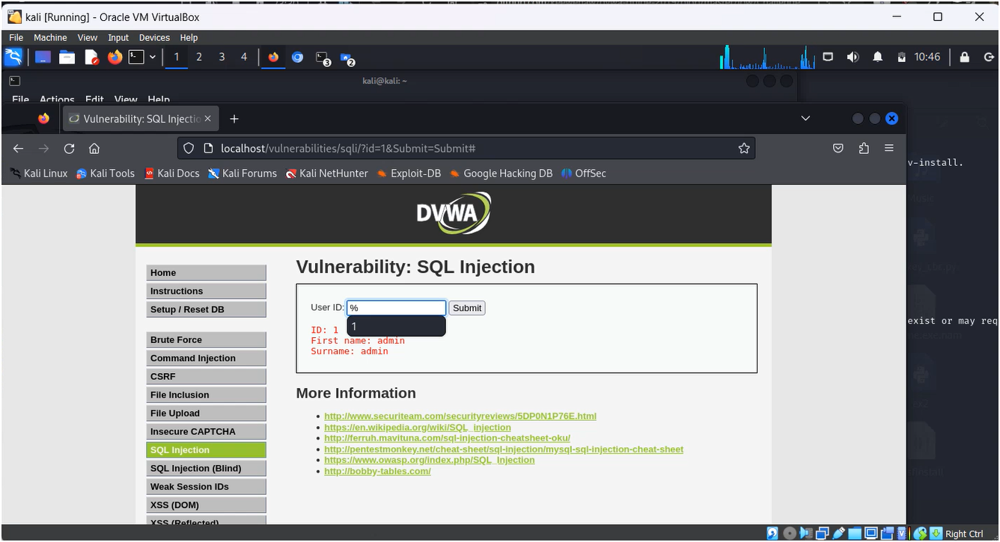 kali [Running] - Oracle VM VirtualBox
File Machine View Input Devices Help
1 2 3 4 3 2 10:46
kali@kali: ~
File Actions Edit View Help
Vulnerability: SQL Injectio
localhost/vulnerabilities/sqli/?id=1&Submit=Submit#
Kali Linux Kali Tools Kali Docs Kali Forums Kali NetHunter Exploit-DB Google Hacking DB OffSec
v-install.
DVWA
Home
Instructions
Setup / Reset DB
Brute Force
Command Injection
CSRF
File Inclusion
File Upload
Insecure CAPTCHA
SQL Injection
SQL Injection (Blind)
Weak Session IDs
XSS (DOM)
XSS (Reflected)
Vulnerability: SQL Injection
User ID: % Submit
1
ID: 1
First name: admin
Surname: admin
More Information
http://www.securiteam.com/securityreviews/5DP0N1P76E.html
https://en.wikipedia.org/wiki/SQL_injection
http://ferruh.mavituna.com/sql-injection-cheatsheet-oku/
http://pentestmonkey.net/cheat-sheet/sql-injection/mysql-sql-injection-cheat-sheet
https://www.owasp.org/index.php/SQL_Injection
http://bobby-tables.com/
exist or may req
Right Ctrl